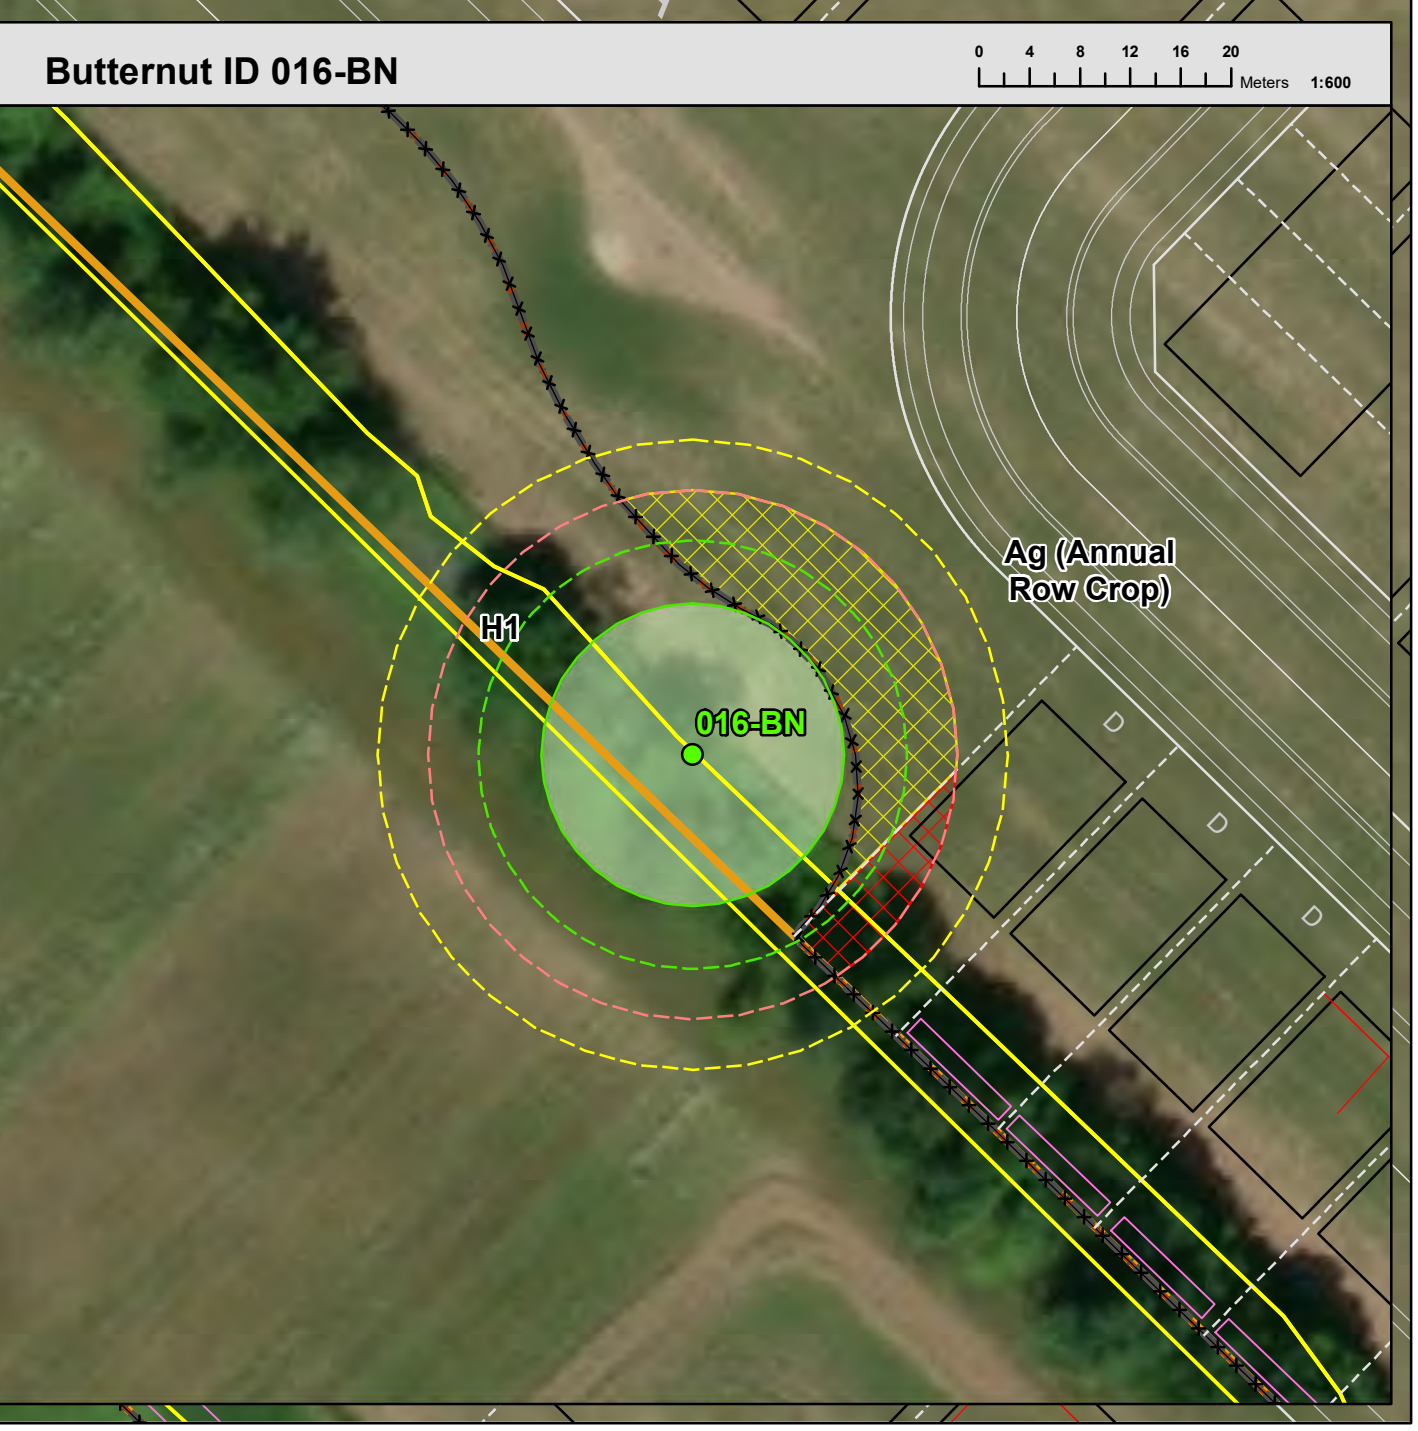 Butternut ID 016-BN
0 4 8 12 16 20
Meters 1:600
Ag (Annual
Row Crop)
H1
016-BN
D
D
D